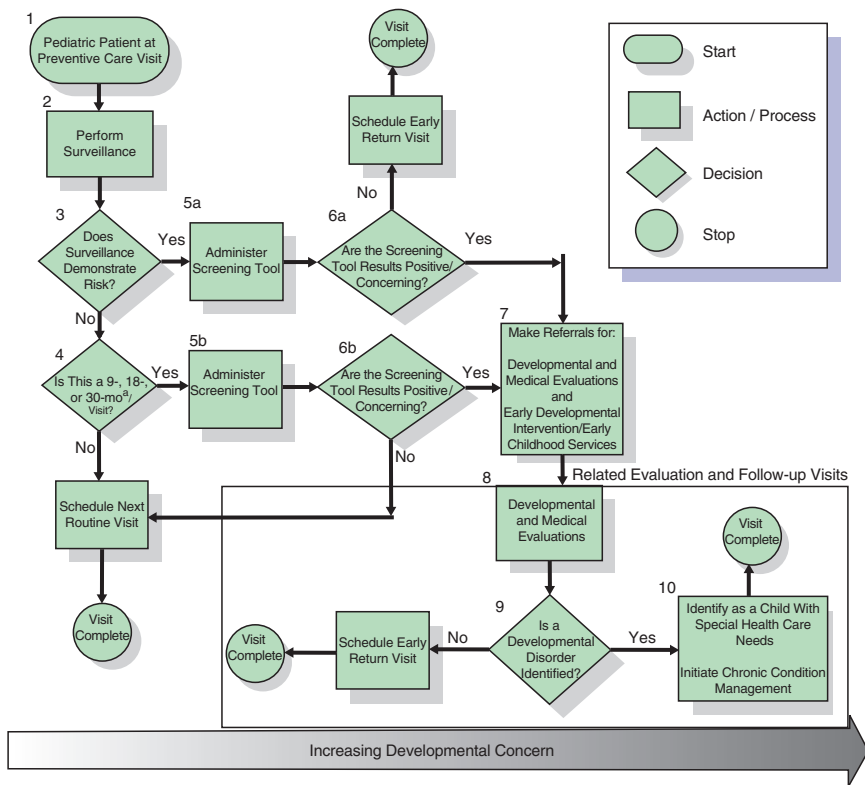 1
Pediatric Patient at
Preventive Care Visit
2
Perform
Surveillance
3
Does
Surveillance
Demonstrate
Risk?
Yes
No
5a
Administer
Screening Tool
6a
Are the Screening
Tool Results Positive/
Concerning?
No
Yes
Schedule Early
Return Visit
Visit
Complete
4
Is This a 9-, 18-,
or 30-moᵃ/
Visit?
Yes
No
5b
Administer
Screening Tool
6b
Are the Screening
Tool Results Positive/
Concerning?
Yes
No
7
Make Referrals for:
Developmental and
Medical Evaluations
and
Early Developmental
Intervention/Early
Childhood Services
Schedule Next
Routine Visit
Visit
Complete
Related Evaluation and Follow-up Visits
8
Developmental
and Medical
Evaluations
9
Is a
Developmental
Disorder
Identified?
No
Yes
Schedule Early
Return Visit
Visit
Complete
10
Identify as a Child With
Special Health Care
Needs
Initiate Chronic Condition
Management
Visit
Complete
Start
Action / Process
Decision
Stop
Increasing Developmental Concern